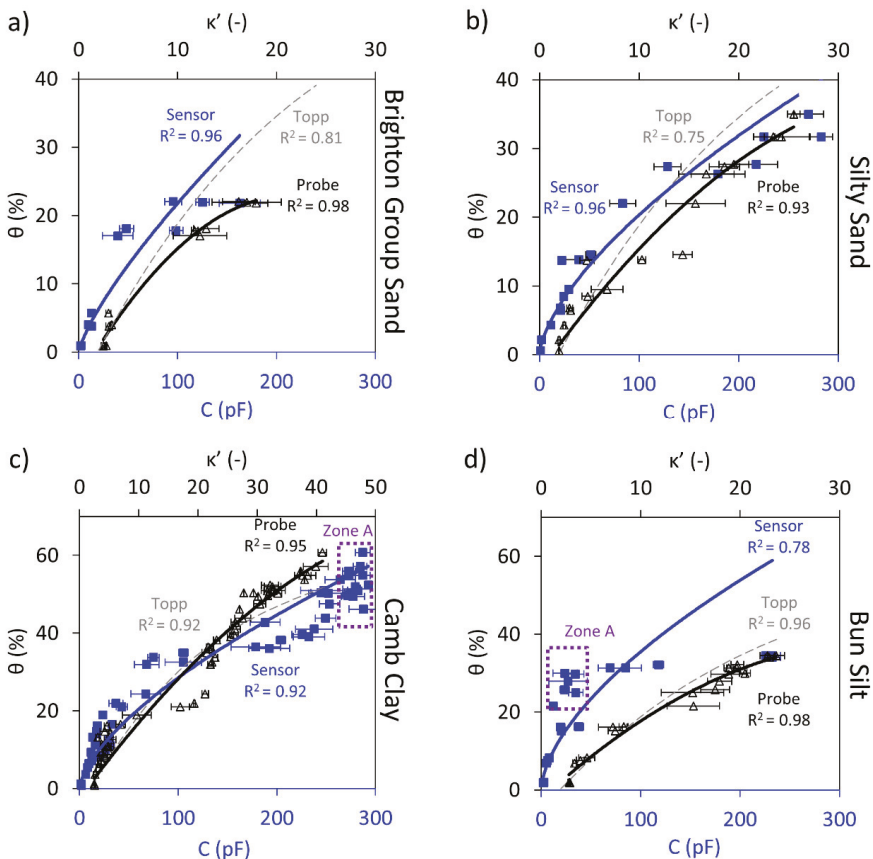 a)
κ' (-)
0 10 20 30
40
30
20
10
0
θ (%)
Sensor
R² = 0.96
Topp
R² = 0.81
Probe
R² = 0.98
0 100 200 300
C (pF)
Brighton Group Sand
b)
κ' (-)
0 10 20 30
40
30
20
10
0
θ (%)
Topp
R² = 0.75
Sensor
R² = 0.96
Probe
R² = 0.93
0 100 200 300
C (pF)
Silty Sand
c)
κ' (-)
0 10 20 30 40 50
60
40
20
0
θ (%)
Probe
R² = 0.95
Zone A
Topp
R² = 0.92
Sensor
R² = 0.92
0 100 200 300
C (pF)
Camb Clay
d)
κ' (-)
0 10 20 30
60
40
20
0
θ (%)
Sensor
R² = 0.78
Zone A
Topp
R² = 0.96
Probe
R² = 0.98
0 100 200 300
C (pF)
Bun Silt